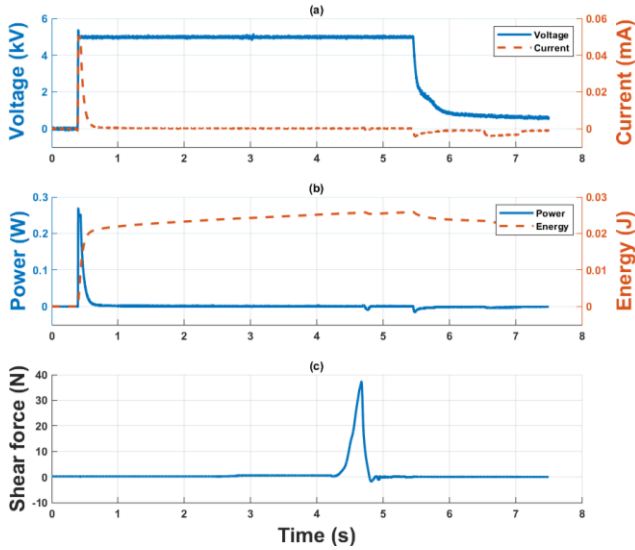 (a)
Voltage (kV)
6
4
2
0
Voltage
Current
0.06
0.04
0.02
0
Current (mA)
0 1 2 3 4 5 6 7 8
(b)
Power (W)
0.3
0.2
0.1
0
Power
Energy
0.03
0.02
0.01
0
Energy (J)
0 1 2 3 4 5 6 7 8
(c)
Shear force (N)
40
30
20
10
0
-10
0 1 2 3 4 5 6 7 8
Time (s)